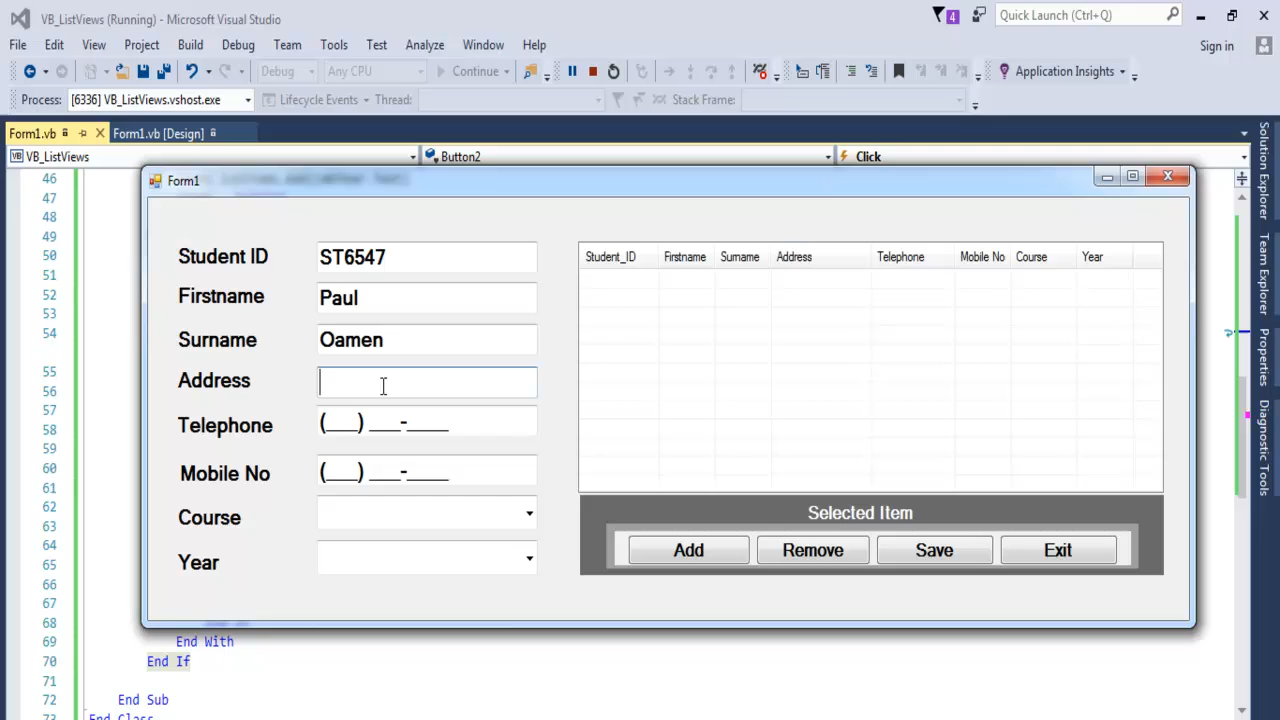 VB_ListViews (Running) - Microsoft Visual Studio
4
Quick Launch (Ctrl+Q)
File Edit View Project Build Debug Team Tools Test Analyze Window Help
Sign in
Debug Any CPU Continue Application Insights
Process: [6336] VB_ListViews.vshost.exe Lifecycle Events Thread: Stack Frame:
Form1.vb Form1.vb [Design]
VB_ListViews Button2 Click
46
47
48
49
50
51
52
53
54
55
56
57
58
59
60
61
62
63
64
65
66
67
68
69 End With
70 End If
71
72 End Sub
73 End Class
Form1
Student ID ST6547
Firstname Paul
Surname Oamen
Address
Telephone (___) ___-____
Mobile No (___) ___-____
Course
Year
Student_ID Firstname Surname Address Telephone Mobile No Course Year
Selected Item
Add Remove Save Exit
Solution Explorer
Team Explorer
Properties
Diagnostic Tools